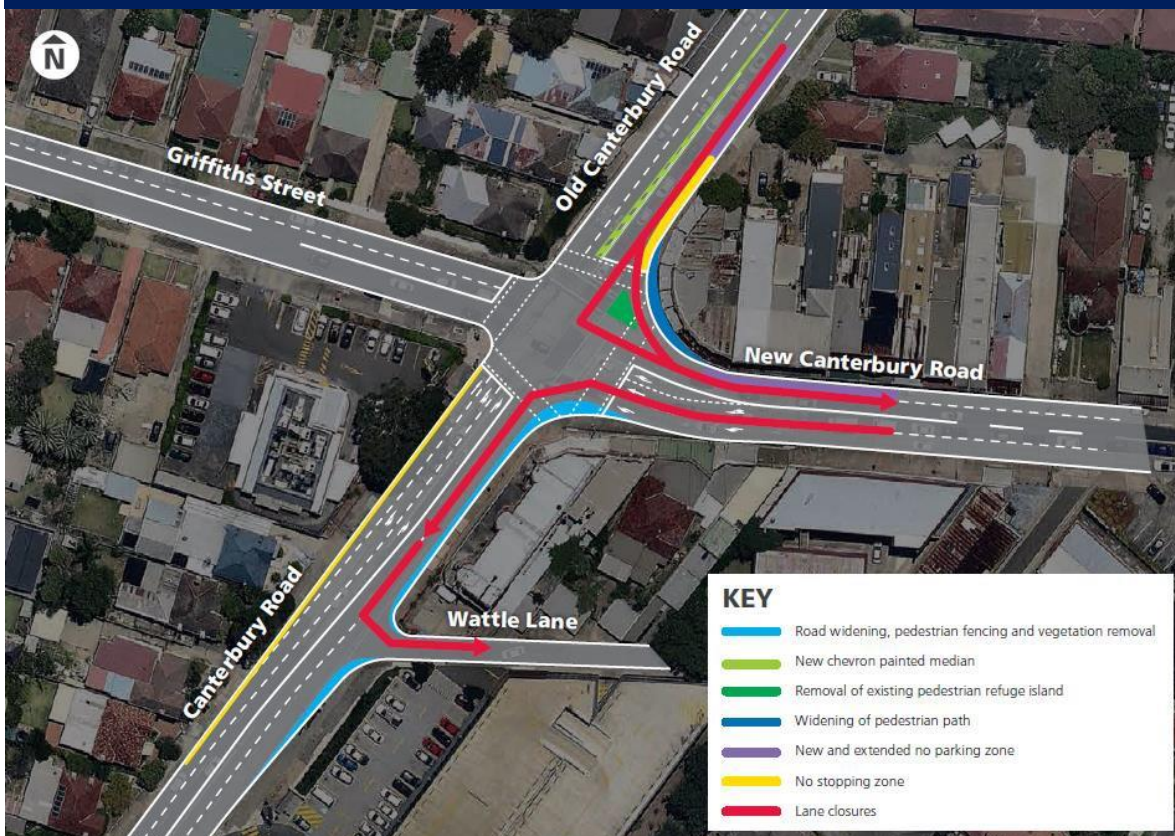 N
Griffiths Street
Old Canterbury Road
New Canterbury Road
Canterbury Road
Wattle Lane
KEY
Road widening, pedestrian fencing and vegetation removal
New chevron painted median
Removal of existing pedestrian refuge island
Widening of pedestrian path
New and extended no parking zone
No stopping zone
Lane closures